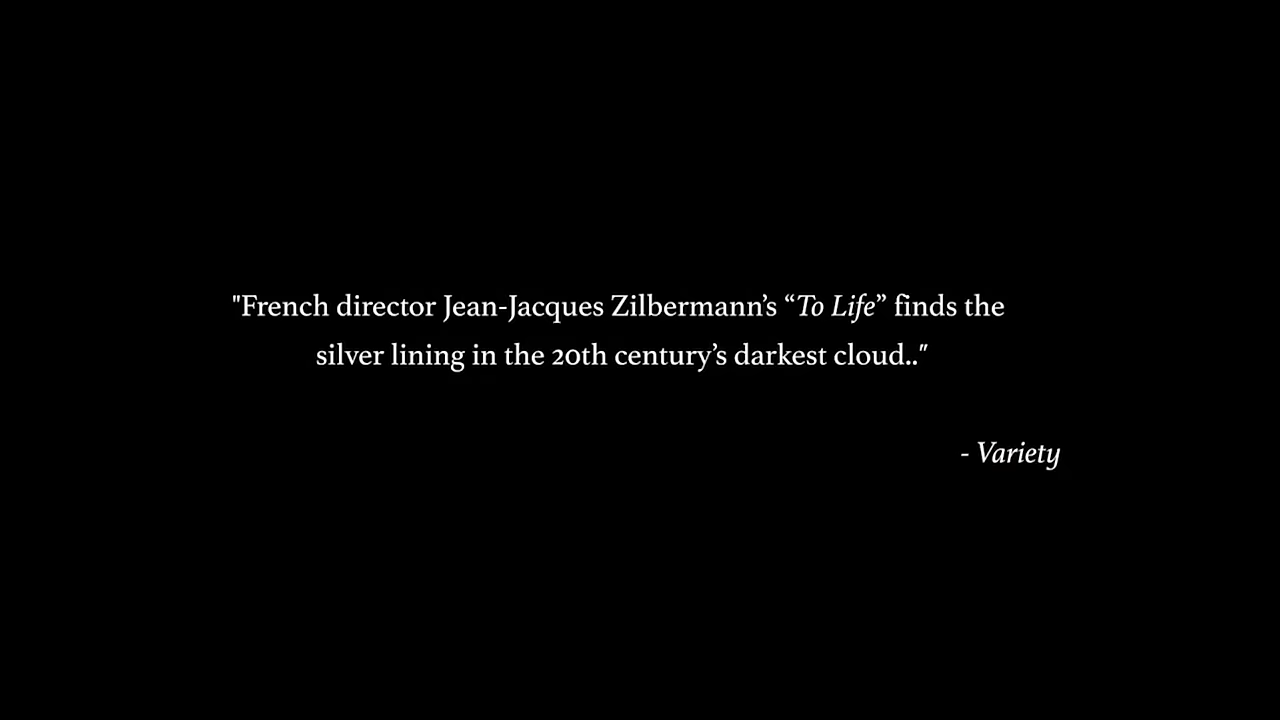 "French director Jean-Jacques Zilbermann’s “To Life” finds the
silver lining in the 20th century’s darkest cloud.."
- Variety